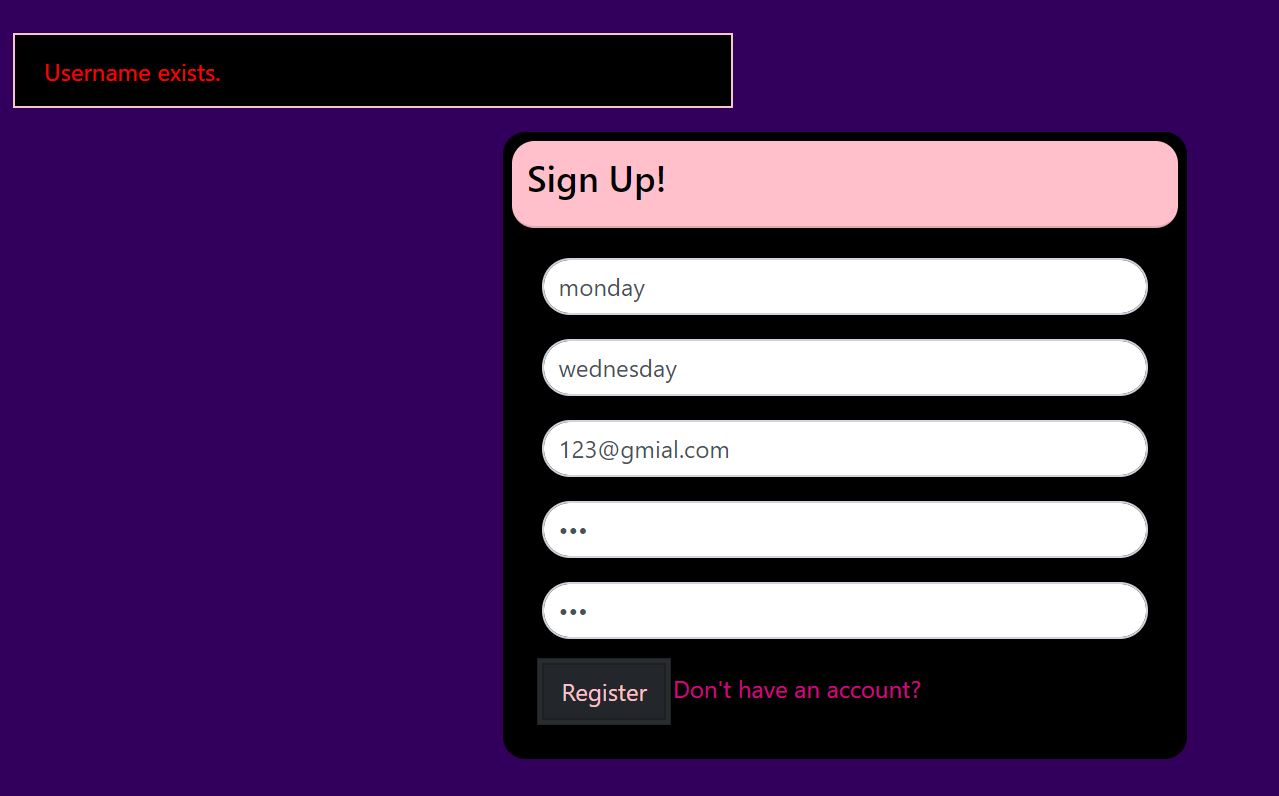 Username exists.
Sign Up!
monday
wednesday
123@gmial.com
•••
•••
Register Don't have an account?